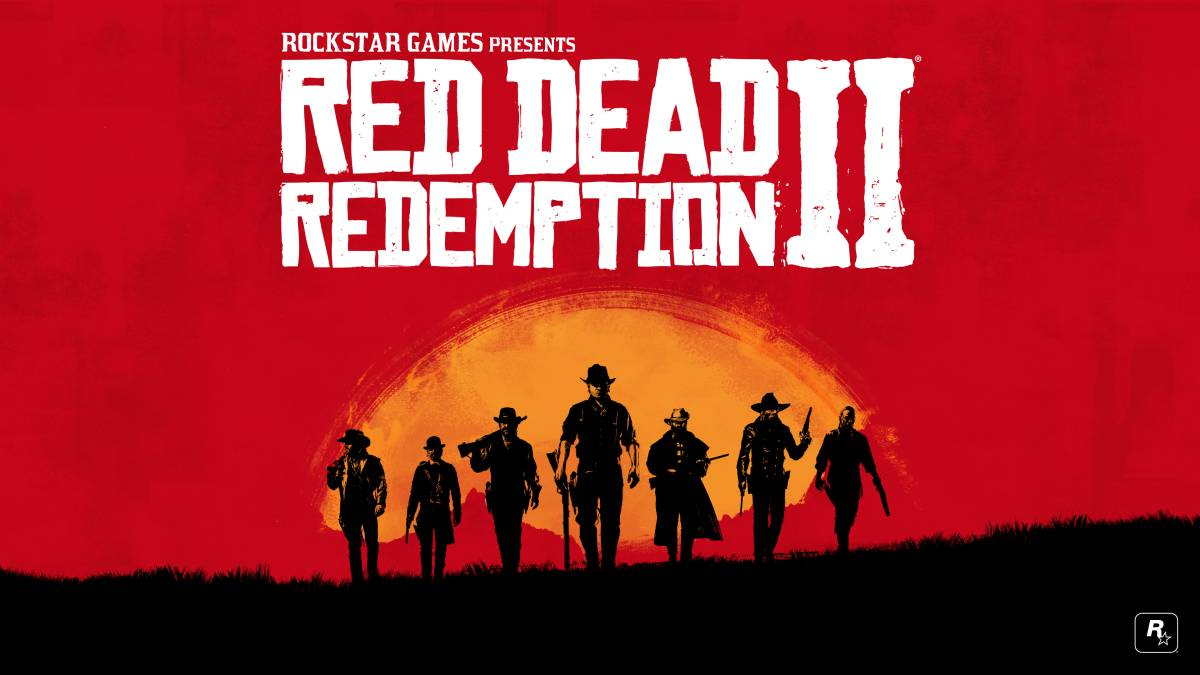 ROCKSTAR GAMES PRESENTS
RED DEAD
REDEMPTION II®
R